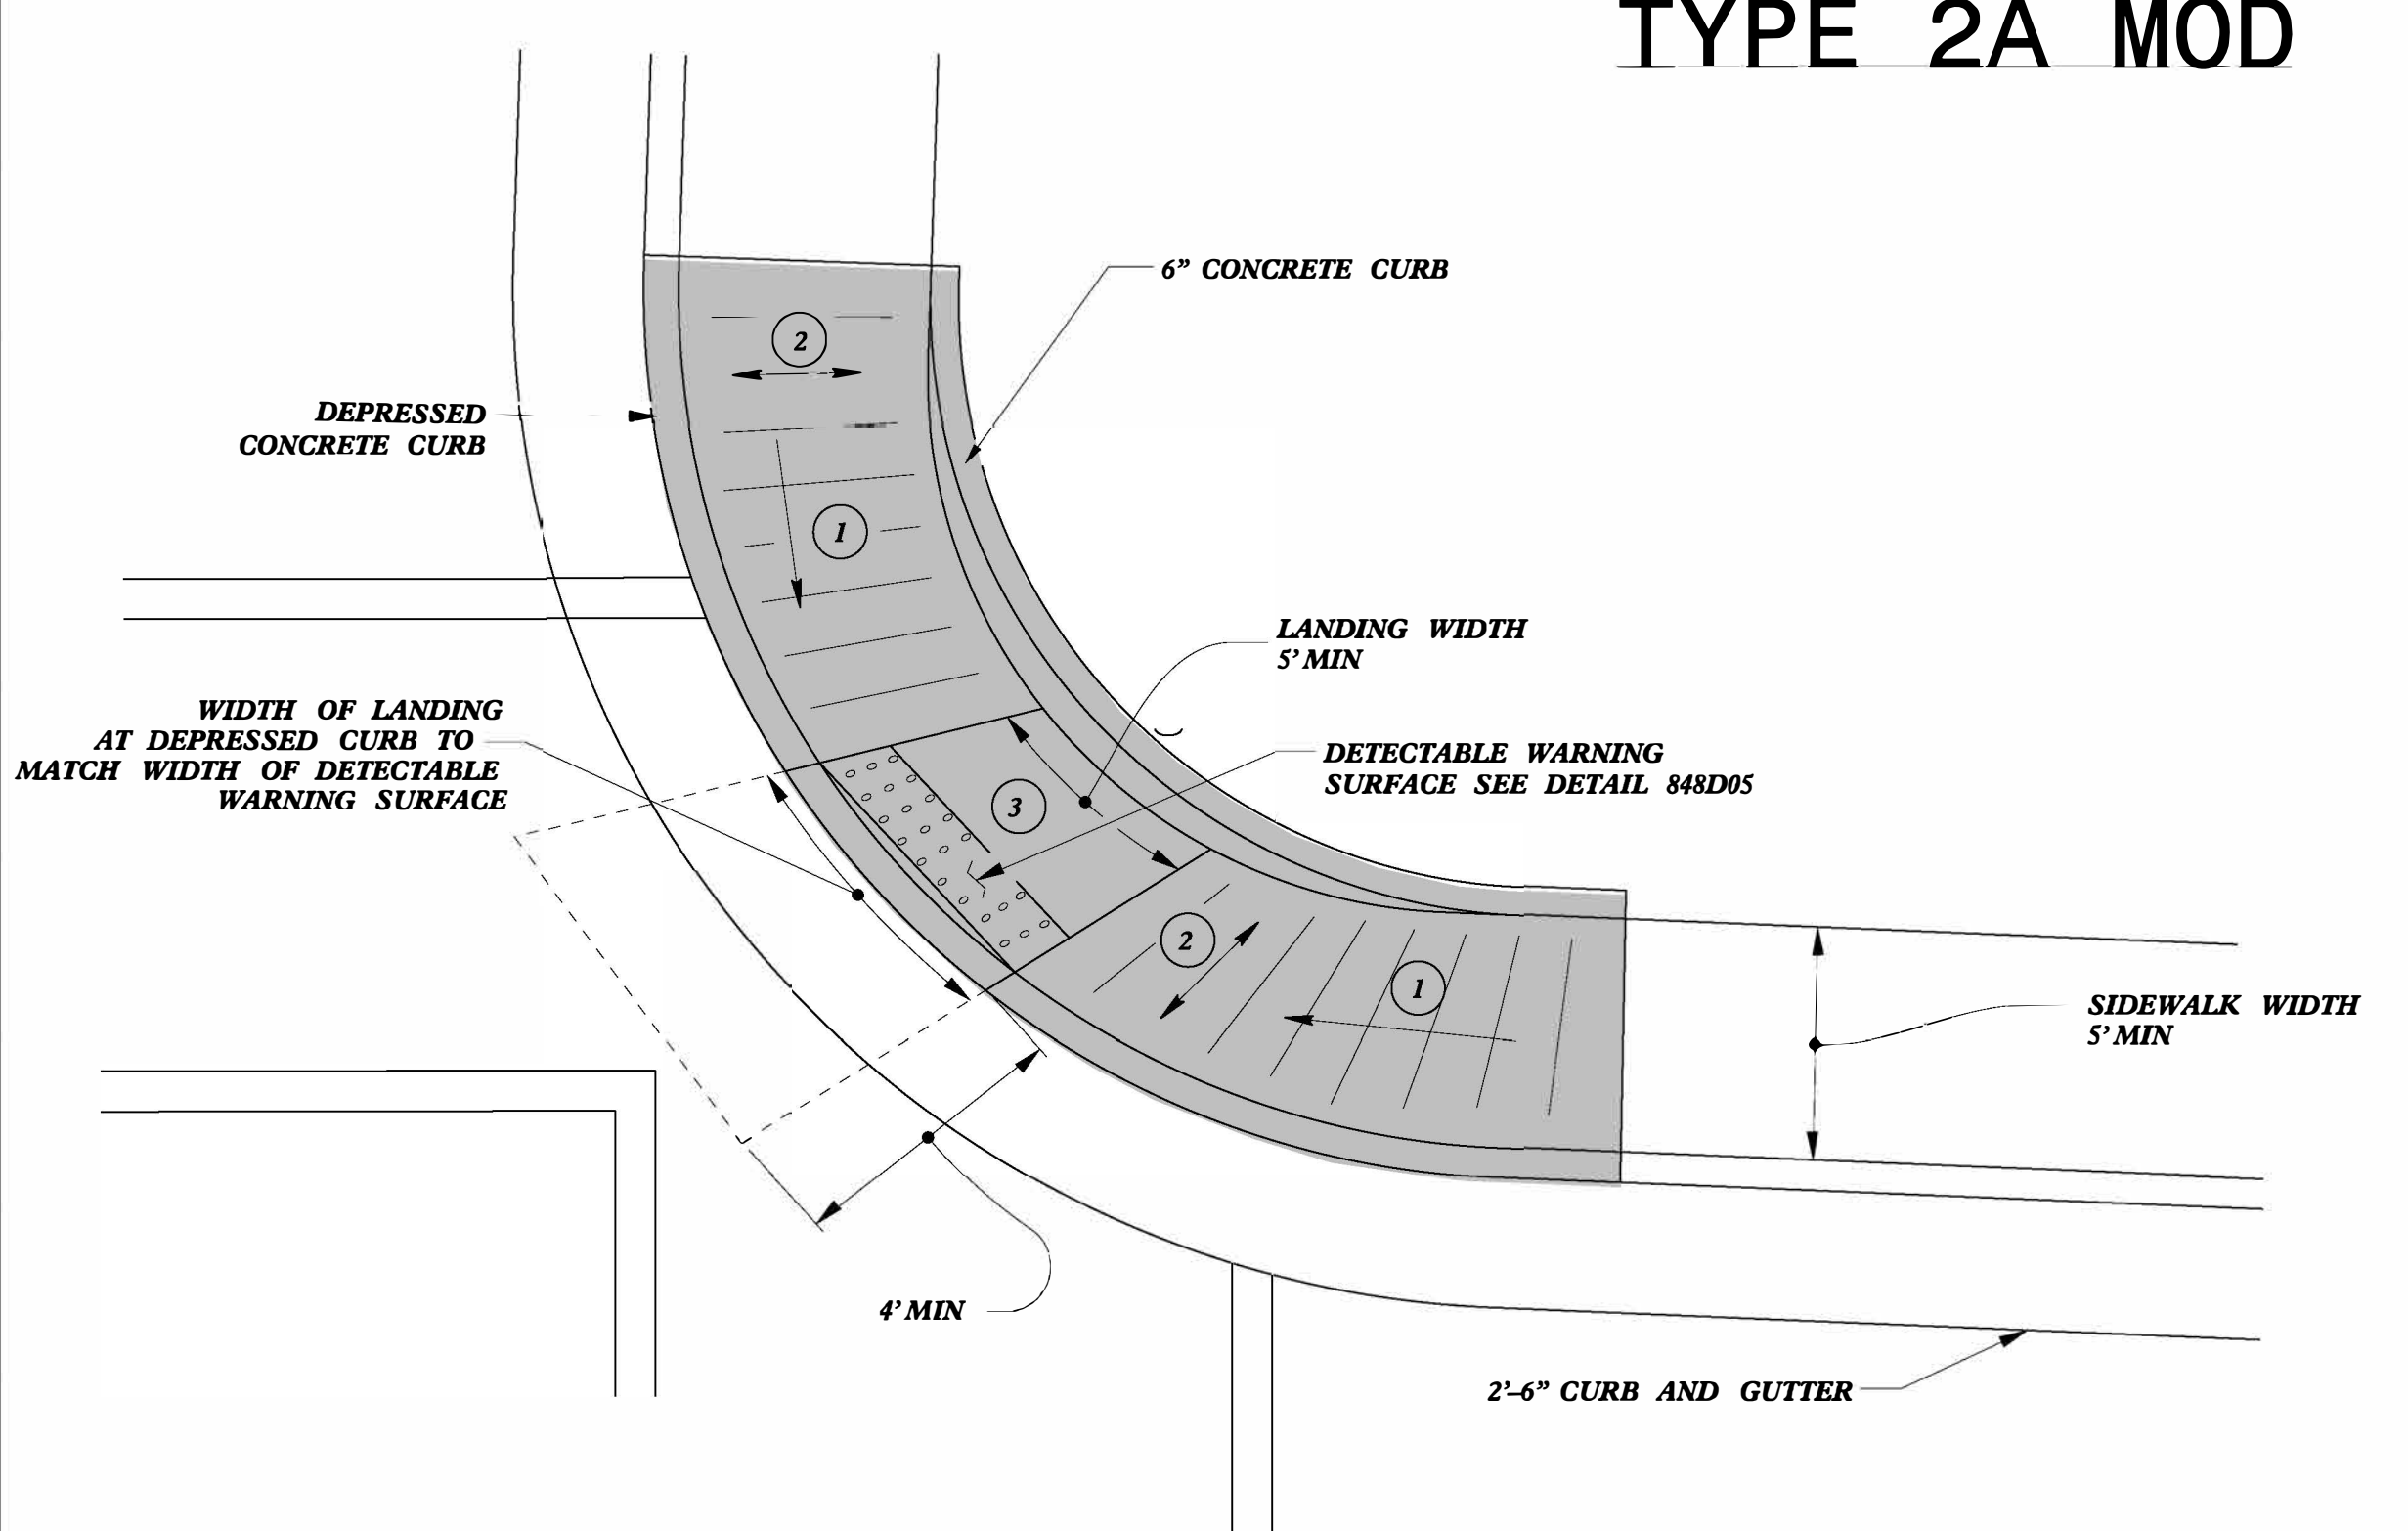 TYPE 2A MOD
6” CONCRETE CURB
2
DEPRESSED
CONCRETE CURB
1
LANDING WIDTH
5’ MIN
WIDTH OF LANDING
AT DEPRESSED CURB TO
MATCH WIDTH OF DETECTABLE
WARNING SURFACE
DETECTABLE WARNING
SURFACE SEE DETAIL 848D05
3
2
1
SIDEWALK WIDTH
5’ MIN
4’ MIN
2’–6” CURB AND GUTTER